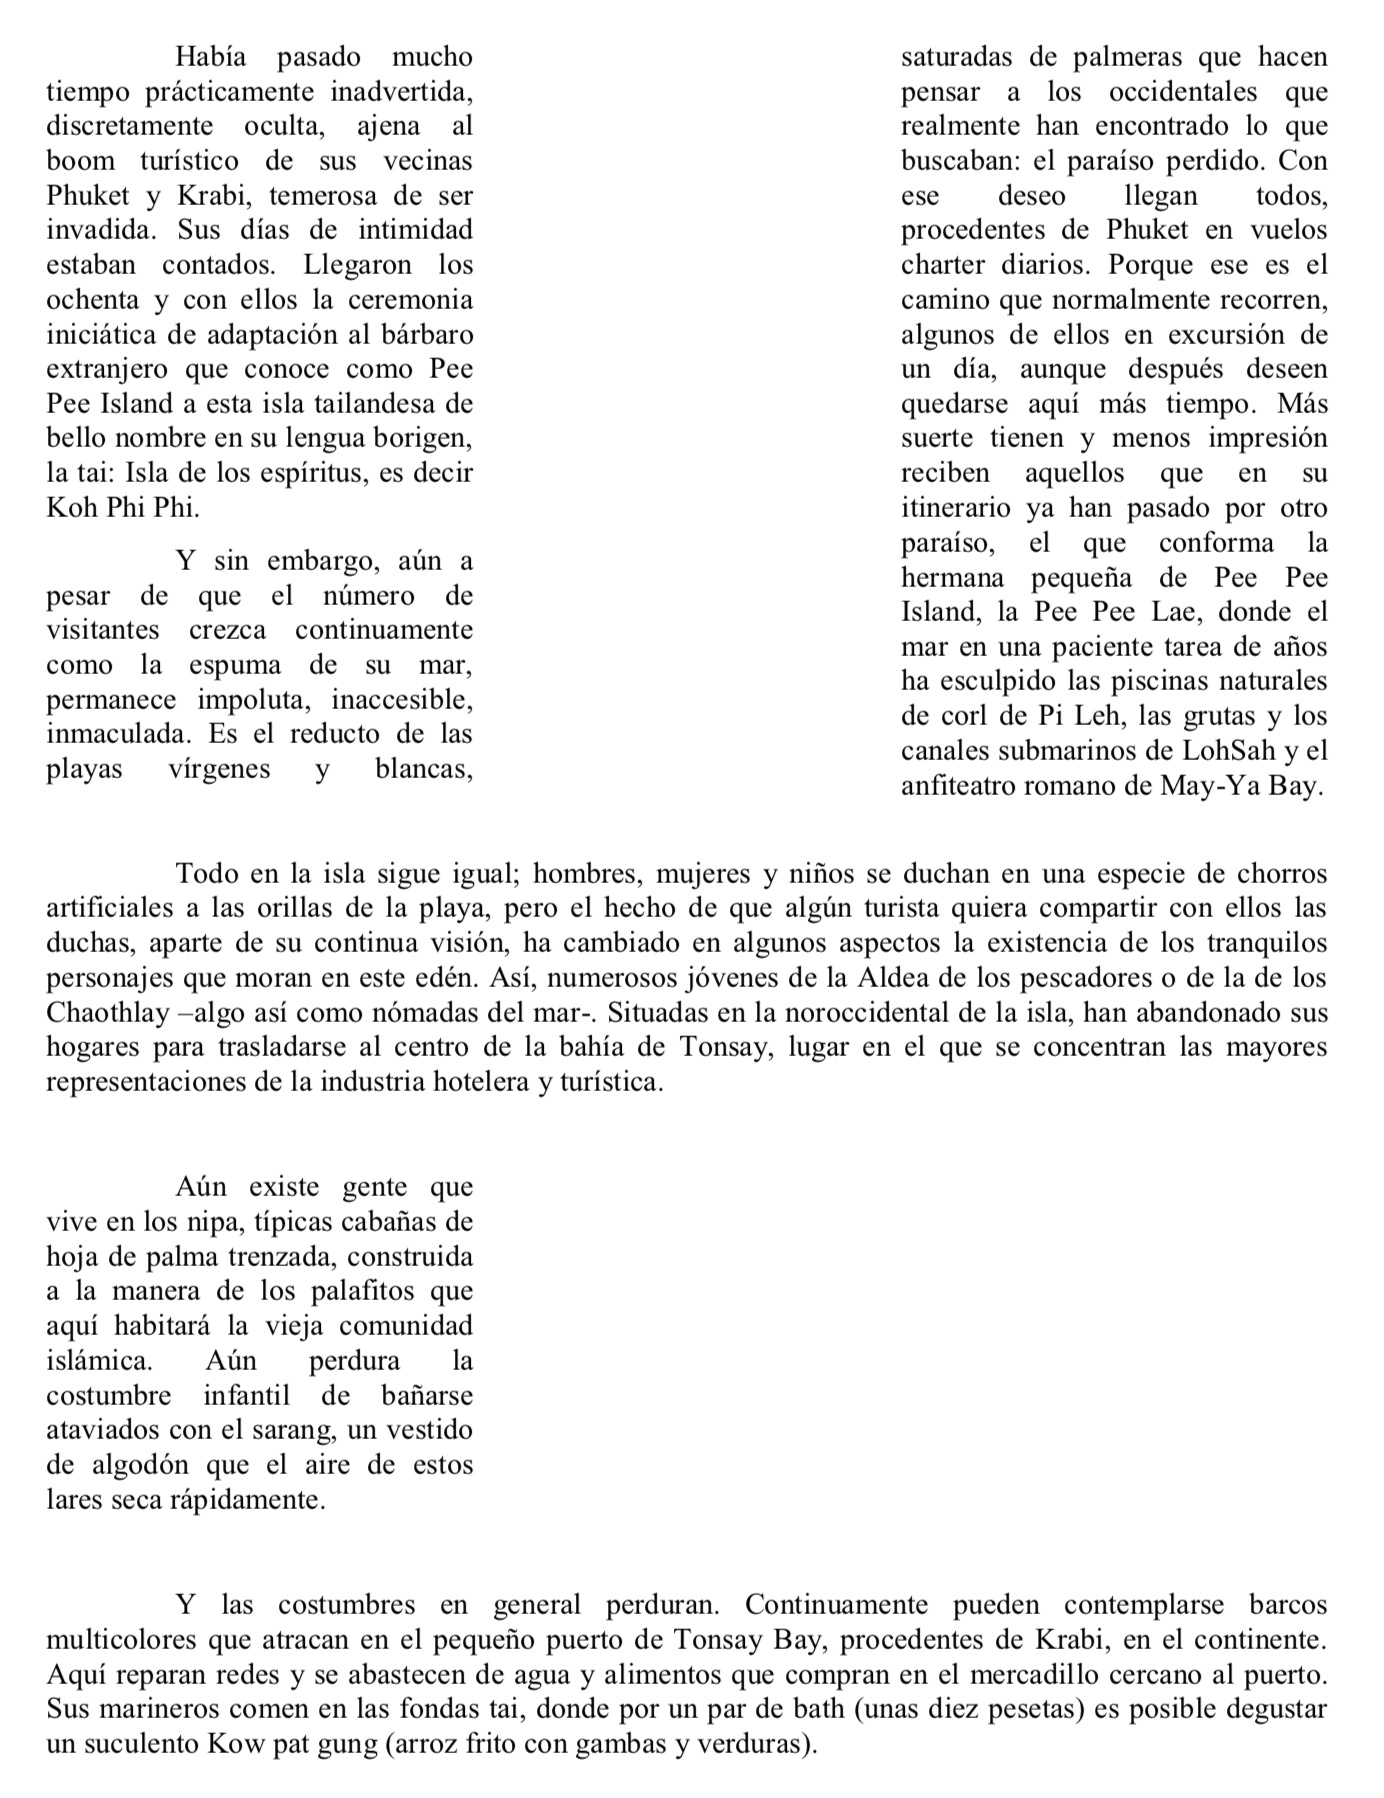 Había pasado mucho
tiempo prácticamente inadvertida,
discretamente oculta, ajena al
boom turístico de sus vecinas
Phuket y Krabi, temerosa de ser
invadida. Sus días de intimidad
estaban contados. Llegaron los
ochenta y con ellos la ceremonia
iniciática de adaptación al bárbaro
extranjero que conoce como Pee
Pee Island a esta isla tailandesa de
bello nombre en su lengua borigen,
la tai: Isla de los espíritus, es decir
Koh Phi Phi.
Y sin embargo, aún a
pesar de que el número de
visitantes crezca continuamente
como la espuma de su mar,
permanece impoluta, inaccesible,
inmaculada. Es el reducto de las
playas vírgenes y blancas,
saturadas de palmeras que hacen
pensar a los occidentales que
realmente han encontrado lo que
buscaban: el paraíso perdido. Con
ese deseo llegan todos,
procedentes de Phuket en vuelos
charter diarios. Porque ese es el
camino que normalmente recorren,
algunos de ellos en excursión de
un día, aunque después deseen
quedarse aquí más tiempo. Más
suerte tienen y menos impresión
reciben aquellos que en su
itinerario ya han pasado por otro
paraíso, el que conforma la
hermana pequeña de Pee Pee
Island, la Pee Pee Lae, donde el
mar en una paciente tarea de años
ha esculpido las piscinas naturales
de corl de Pi Leh, las grutas y los
canales submarinos de LohSah y el
anfiteatro romano de May-Ya Bay.
Todo en la isla sigue igual; hombres, mujeres y niños se duchan en una especie de chorros
artificiales a las orillas de la playa, pero el hecho de que algún turista quiera compartir con ellos las
duchas, aparte de su continua visión, ha cambiado en algunos aspectos la existencia de los tranquilos
personajes que moran en este edén. Así, numerosos jóvenes de la Aldea de los pescadores o de la de los
Chaothlay –algo así como nómadas del mar-. Situadas en la noroccidental de la isla, han abandonado sus
hogares para trasladarse al centro de la bahía de Tonsay, lugar en el que se concentran las mayores
representaciones de la industria hotelera y turística.
Aún existe gente que
vive en los nipa, típicas cabañas de
hoja de palma trenzada, construida
a la manera de los palafitos que
aquí habitará la vieja comunidad
islámica. Aún perdura la
costumbre infantil de bañarse
ataviados con el sarang, un vestido
de algodón que el aire de estos
lares seca rápidamente.
Y las costumbres en general perduran. Continuamente pueden contemplarse barcos
multicolores que atracan en el pequeño puerto de Tonsay Bay, procedentes de Krabi, en el continente.
Aquí reparan redes y se abastecen de agua y alimentos que compran en el mercadillo cercano al puerto.
Sus marineros comen en las fondas tai, donde por un par de bath (unas diez pesetas) es posible degustar
un suculento Kow pat gung (arroz frito con gambas y verduras).